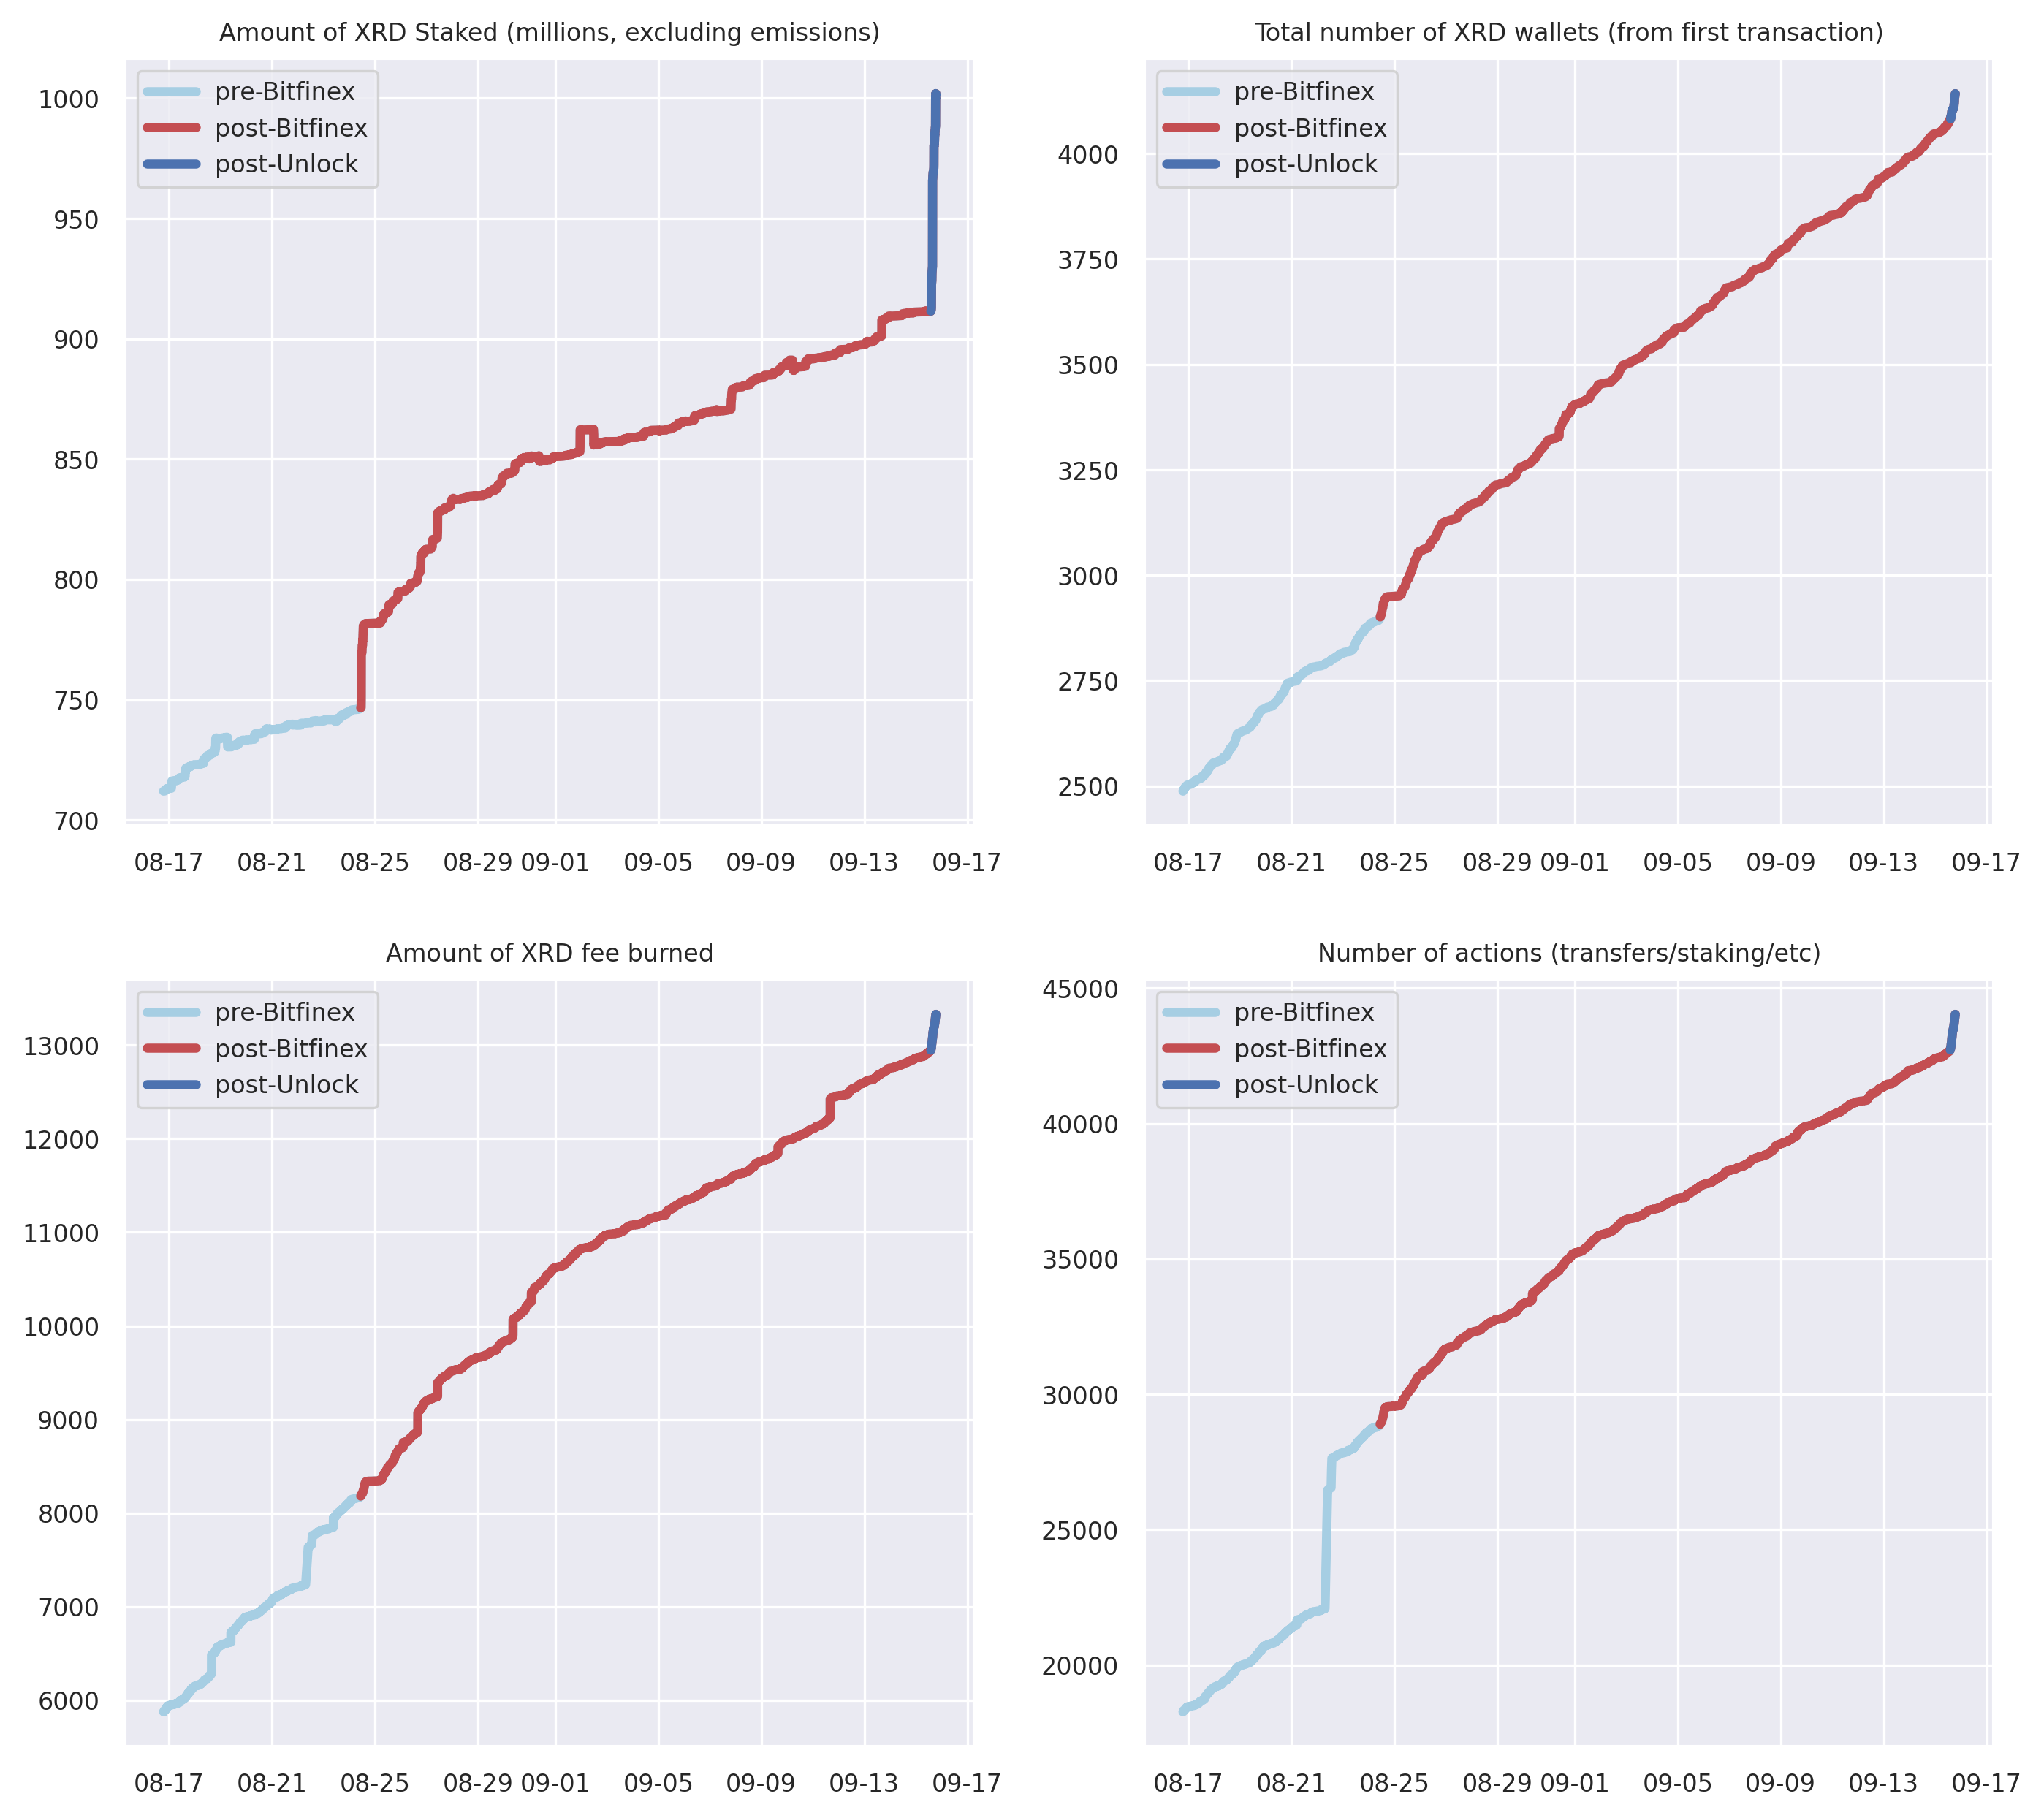 Amount of XRD Staked (millions, excluding emissions)
pre-Bitfinex
post-Bitfinex
post-Unlock
1000
950
900
850
800
750
700
08-17 08-21 08-25 08-29 09-01 09-05 09-09 09-13 09-17
Total number of XRD wallets (from first transaction)
pre-Bitfinex
post-Bitfinex
post-Unlock
4000
3750
3500
3250
3000
2750
2500
08-17 08-21 08-25 08-29 09-01 09-05 09-09 09-13 09-17
Amount of XRD fee burned
pre-Bitfinex
post-Bitfinex
post-Unlock
13000
12000
11000
10000
9000
8000
7000
6000
08-17 08-21 08-25 08-29 09-01 09-05 09-09 09-13 09-17
Number of actions (transfers/staking/etc)
pre-Bitfinex
post-Bitfinex
post-Unlock
45000
40000
35000
30000
25000
20000
08-17 08-21 08-25 08-29 09-01 09-05 09-09 09-13 09-17